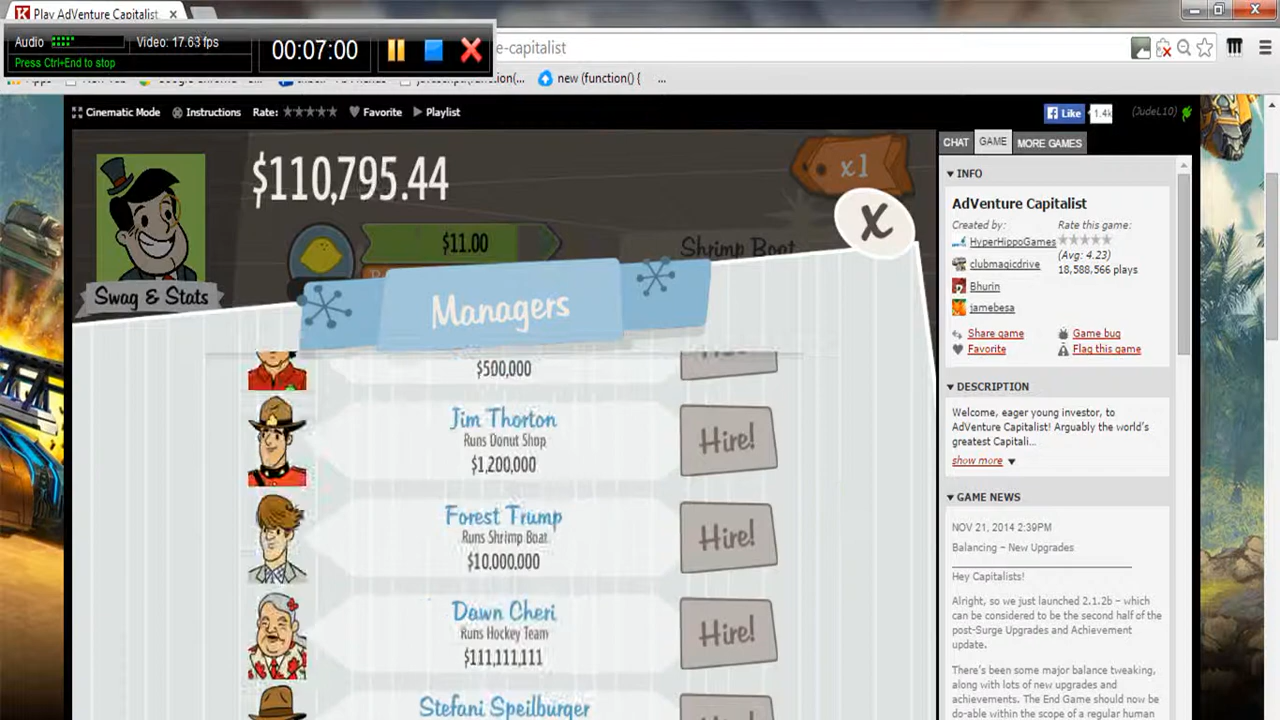 Play AdVenture Capitalist
Audio
Video: 17.63 fps
Press Ctrl+End to stop
00:07:00
e-capitalist
new (function() {
...
Cinematic Mode
Instructions
Rate:
Favorite
Playlist
Like
1.4k
(JudeL10)
$110,795.44
x1
X
$11.00
Shrimp Boat
Swag & Stats
Managers
$500,000
Jim Thorton
Runs Donut Shop
$1,200,000
Hire!
Forest Trump
Runs Shrimp Boat
$10,000,000
Hire!
Dawn Cheri
Runs Hockey Team
$111,111,111
Hire!
Stefani Speilburger
CHAT
GAME
MORE GAMES
INFO
AdVenture Capitalist
Created by:
HyperHippoGames
clubmagicdrive
Bhurin
iamebesa
Rate this game:
(Avg: 4.23)
18,588,566 plays
Share game
Game bug
Favorite
Flag this game
DESCRIPTION
Welcome, eager young investor, to
AdVenture Capitalist! Arguably the world's
greatest Capitali...
show more
GAME NEWS
NOV 21, 2014 2:39PM
Balancing – New Upgrades
Hey Capitalists!
Alright, so we just launched 2.1.2b – which
can be considered to be the second half of the
post-Surge Upgrades and Achievement
update.
There's been some major balance tweaking,
along with lots of new upgrades and
achievements. The End Game should now be
do-able within the scope of a regular human